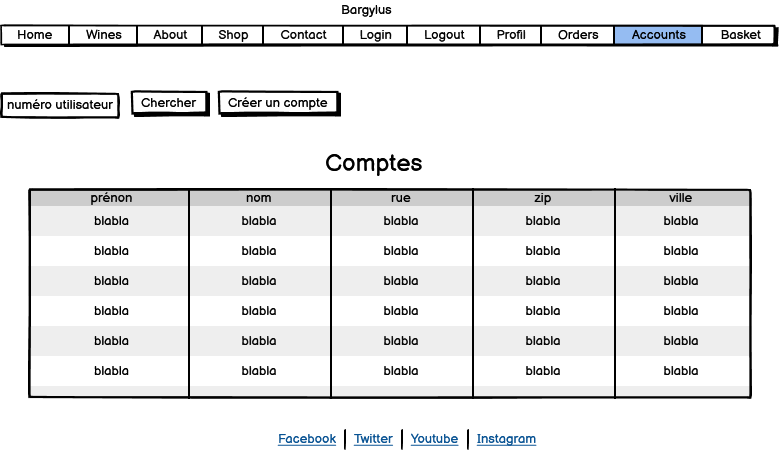 Bargylus
Home Wines About Shop Contact Login Logout Profil Orders Accounts Basket
numéro utilisateur Chercher Créer un compte
Comptes
prénon nom rue zip ville
blabla blabla blabla blabla blabla
blabla blabla blabla blabla blabla
blabla blabla blabla blabla blabla
blabla blabla blabla blabla blabla
blabla blabla blabla blabla blabla
blabla blabla blabla blabla blabla
Facebook Twitter Youtube Instagram